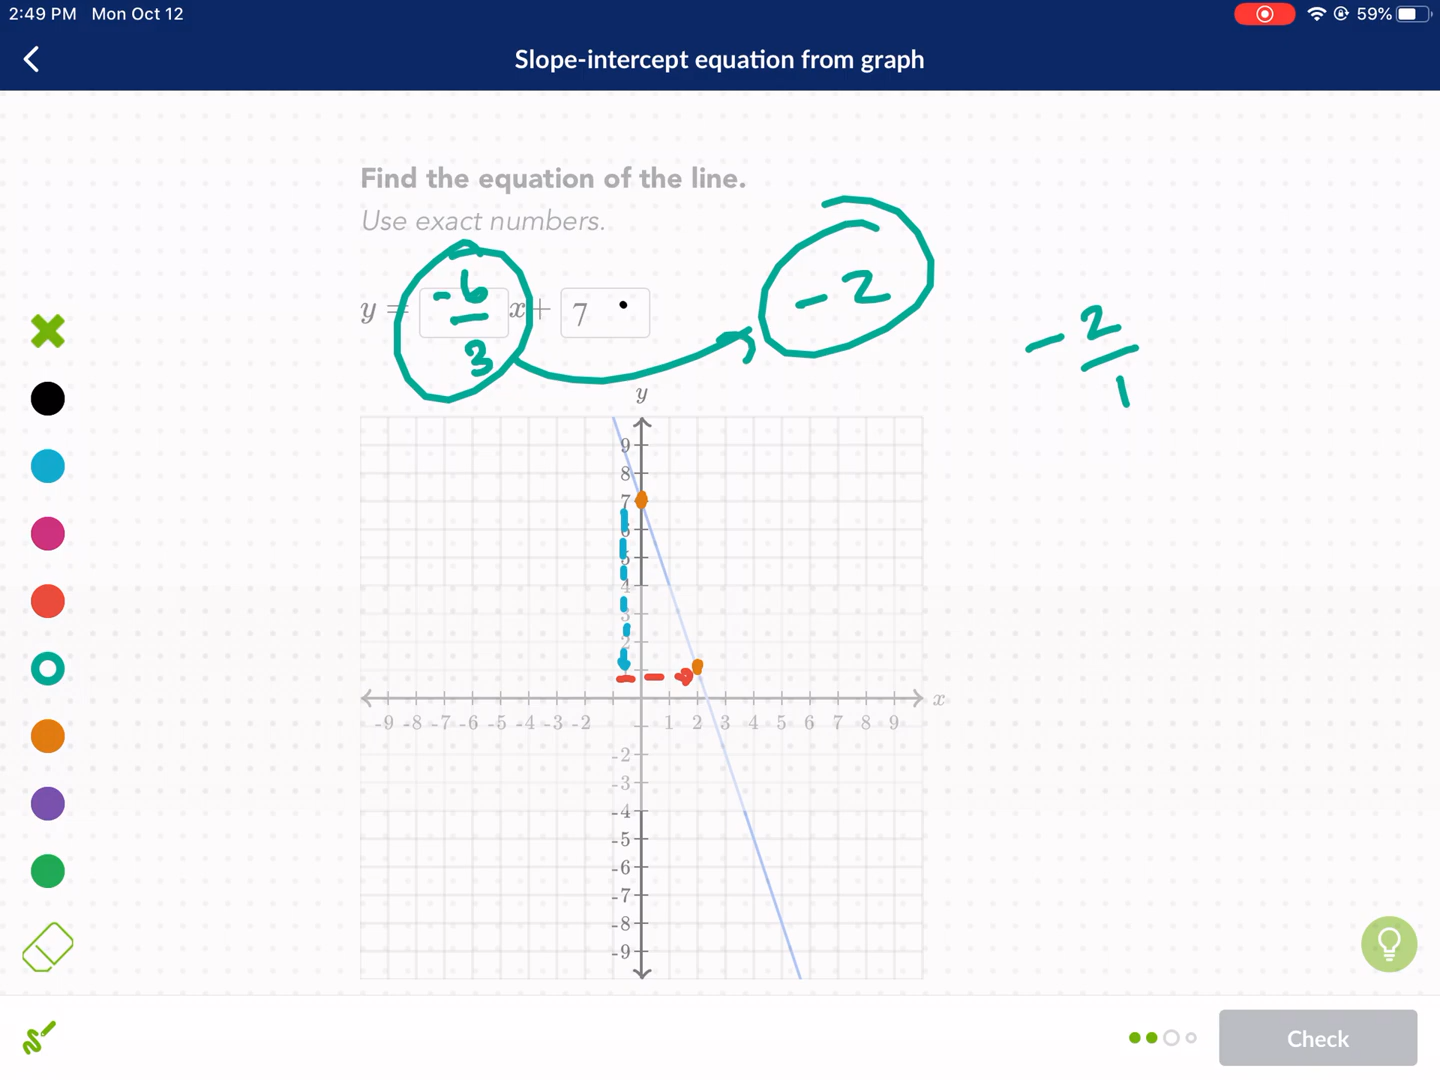 2:49 PM Mon Oct 12
59%
Slope-intercept equation from graph
Find the equation of the line.
Use exact numbers.
y = -6/3 x + 7
-2
-2/1
y
9
8
7
6
5
4
3
2
-9 -8 -7 -6 -5 -4 -3 -2 1 2 3 4 5 6 7 8 9 x
-2
-3
-4
-5
-6
-7
-8
-9
Check